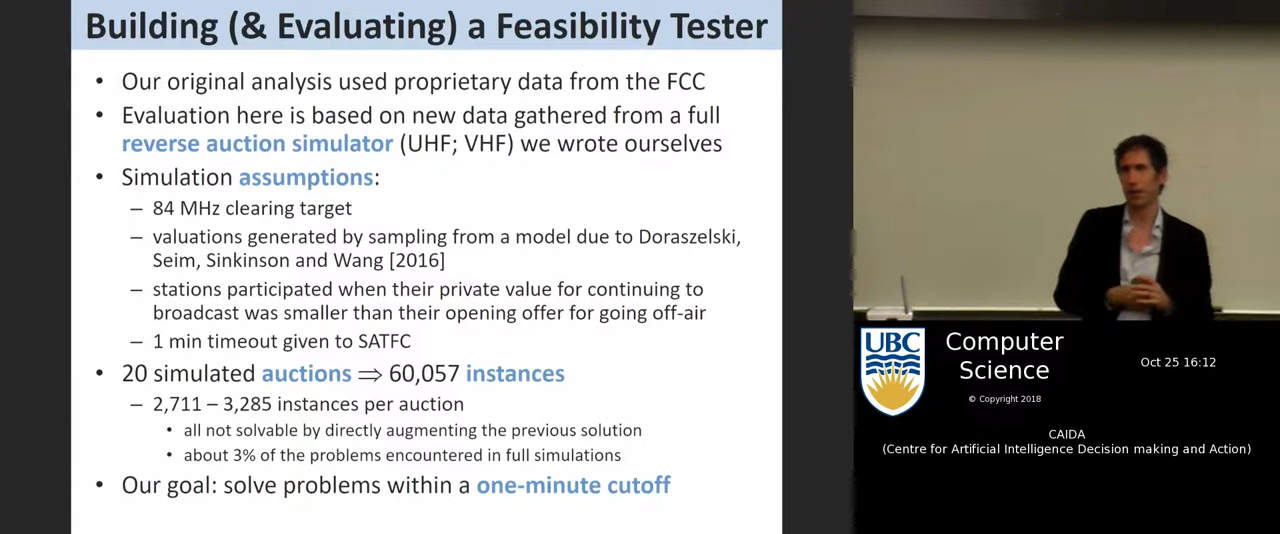 Building (& Evaluating) a Feasibility Tester
• Our original analysis used proprietary data from the FCC
• Evaluation here is based on new data gathered from a full
reverse auction simulator (UHF; VHF) we wrote ourselves
• Simulation assumptions:
– 84 MHz clearing target
– valuations generated by sampling from a model due to Doraszelski,
Seim, Sinkinson and Wang [2016]
– stations participated when their private value for continuing to
broadcast was smaller than their opening offer for going off-air
– 1 min timeout given to SATFC
• 20 simulated auctions ⇒ 60,057 instances
– 2,711 – 3,285 instances per auction
• all not solvable by directly augmenting the previous solution
• about 3% of the problems encountered in full simulations
• Our goal: solve problems within a one-minute cutoff
UBC
Computer
Science
© Copyright 2018
Oct 25 16:12
CAIDA
(Centre for Artificial Intelligence Decision making and Action)